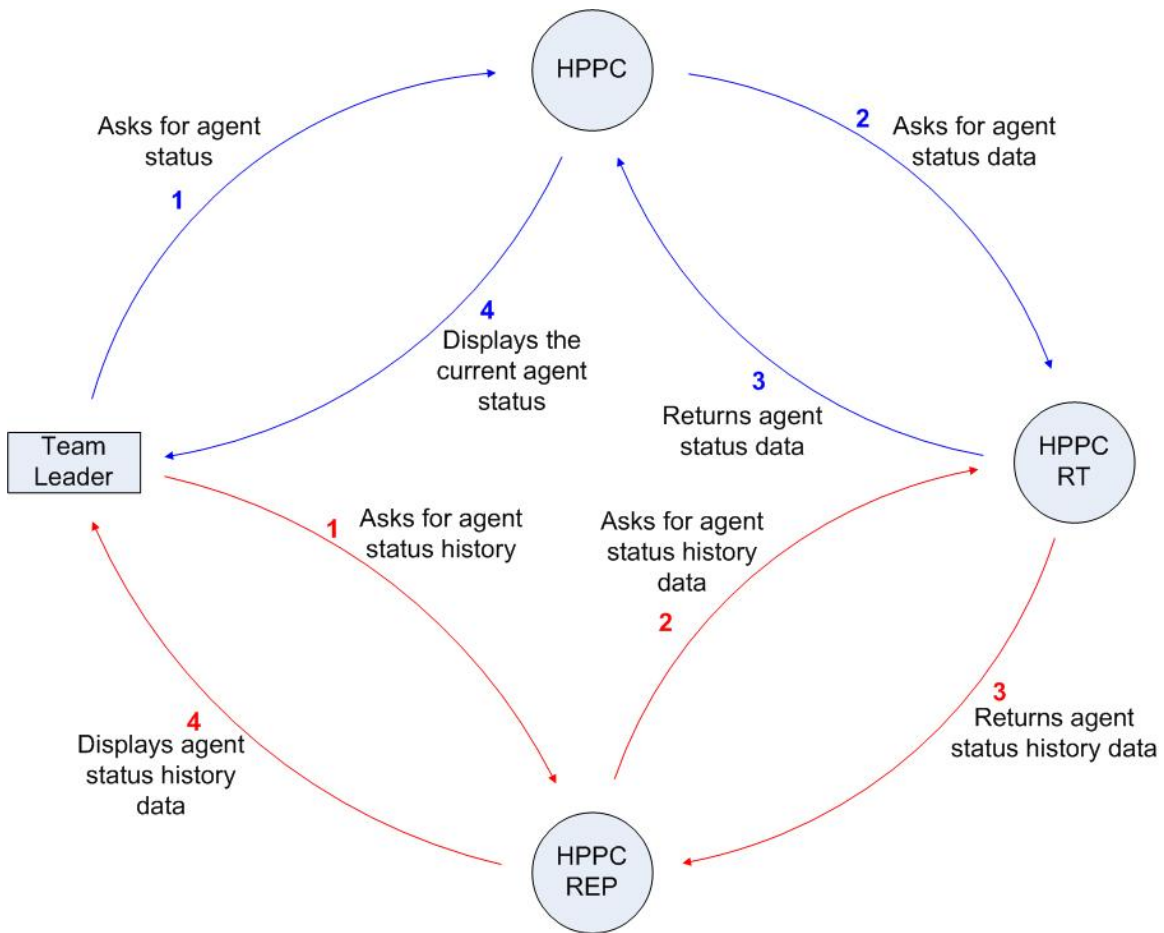 HPPC
Asks for agent
status
1
2
Asks for agent
status data
4
Displays the
current agent
status
3
Returns agent
status data
Team
Leader
HPPC
RT
1
Asks for agent
status history
Asks for agent
status history
data
2
4
Displays agent
status history
data
3
Returns agent
status history data
HPPC
REP